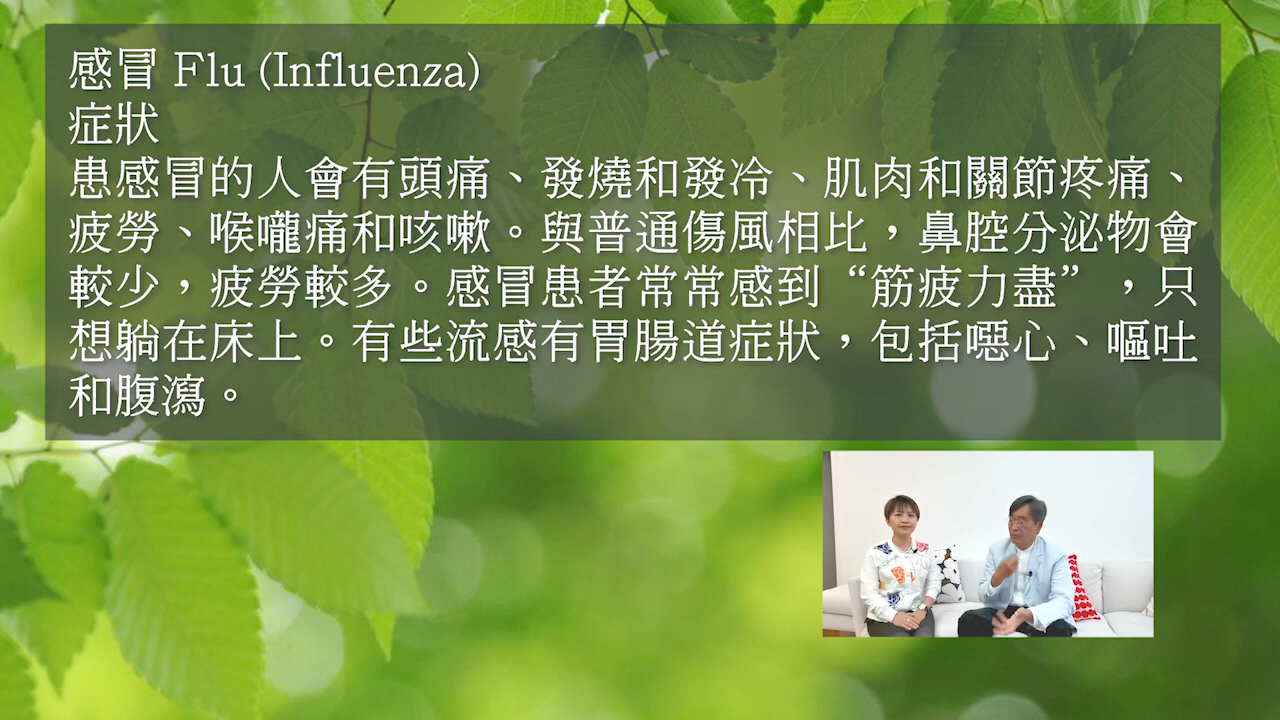 感冒 Flu (Influenza)
症狀
患感冒的人會有頭痛、發燒和發冷、肌肉和關節疼痛、
疲勞、喉嚨痛和咳嗽。與普通傷風相比，鼻腔分泌物會
較少，疲勞較多。感冒患者常常感到“筋疲力盡”，只
想躺在床上。有些流感有胃腸道症狀，包括噁心、嘔吐
和腹瀉。